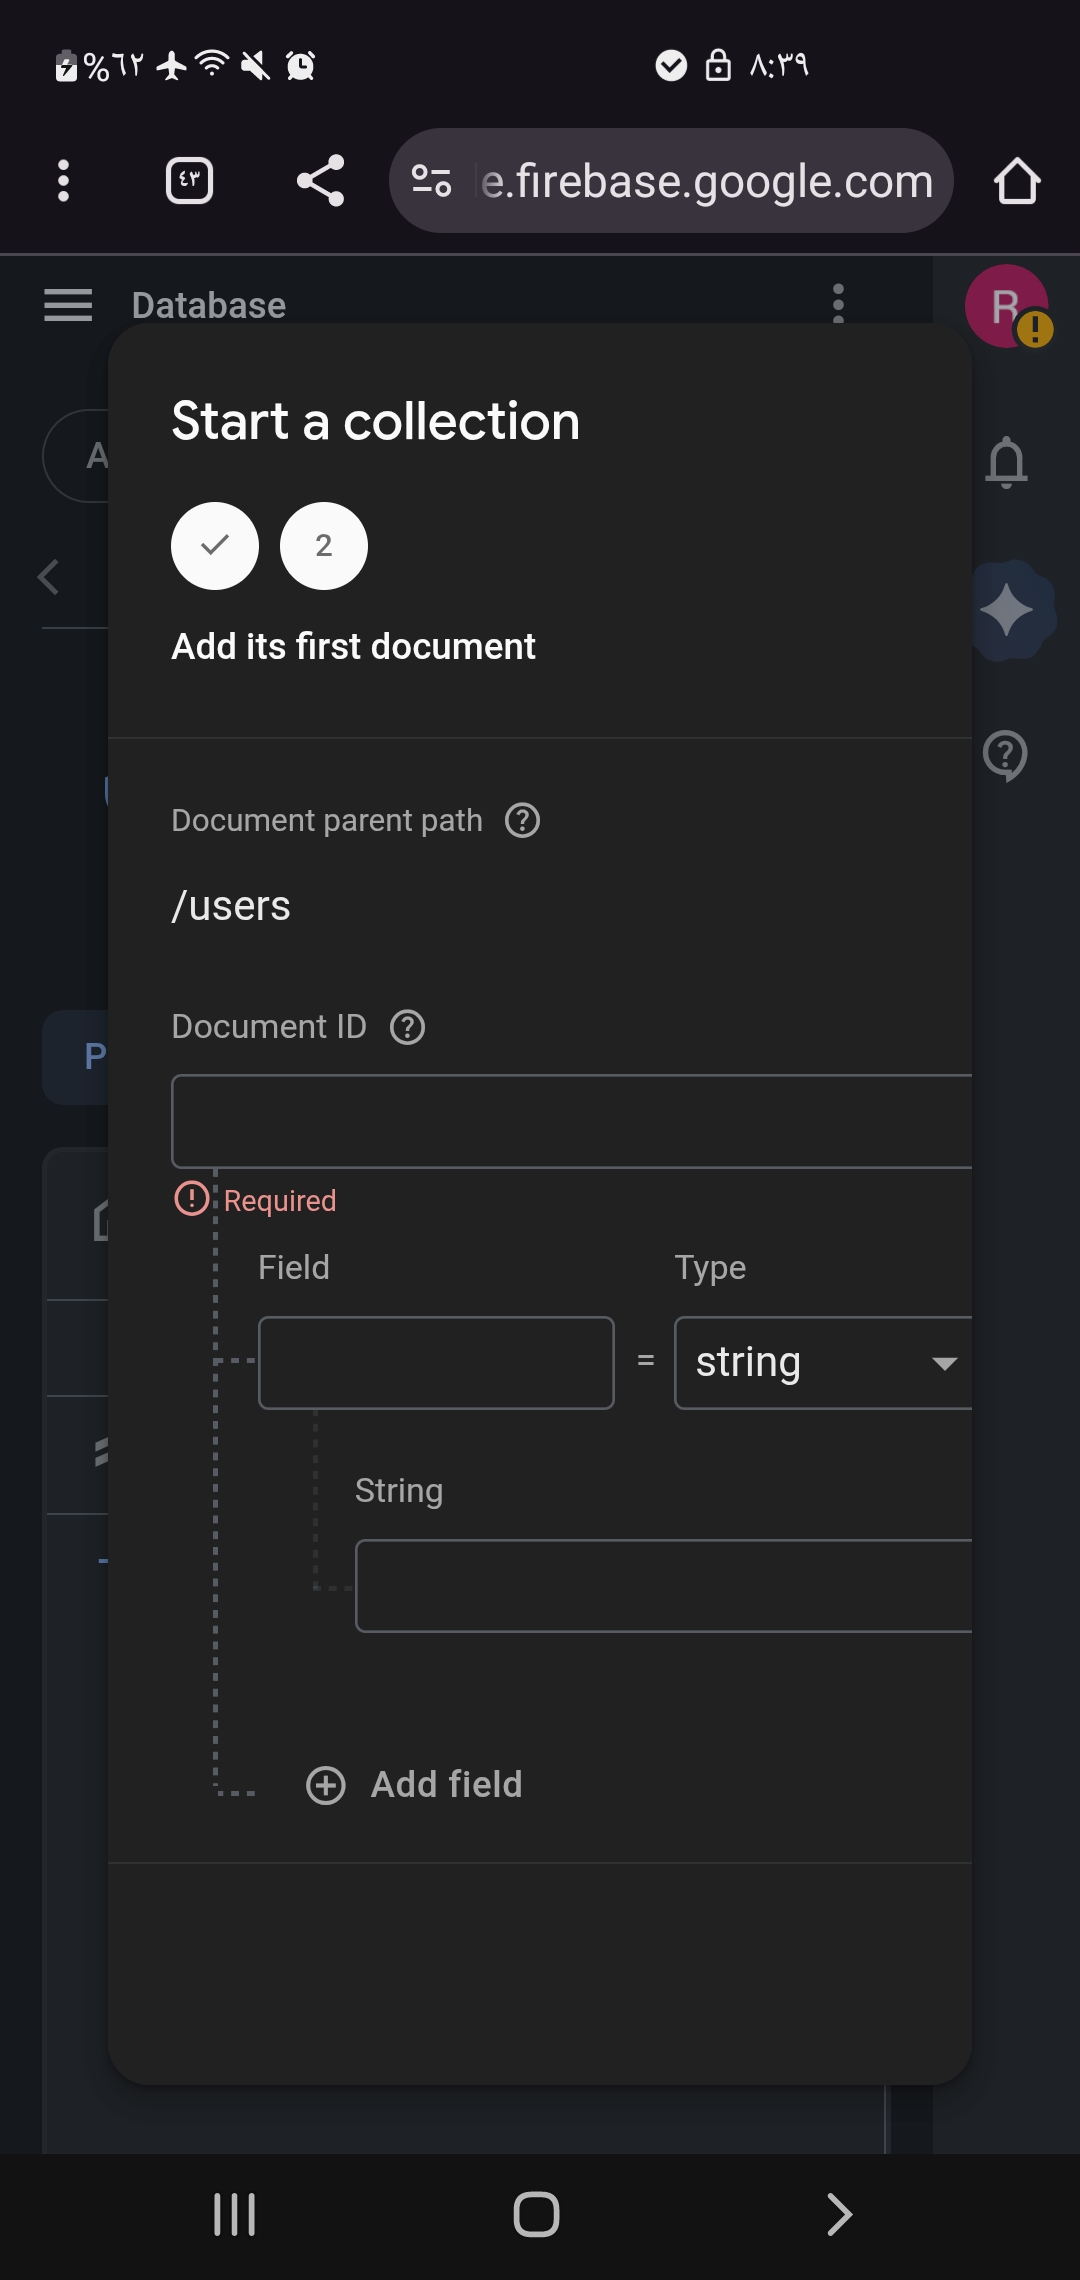 %٦٢ ٨:٣٩
٤٣ e.firebase.google.com
Database
R
Start a collection
A
2
Add its first document
Document parent path
/users
Document ID
P
Required
Field Type
= string
String
Add field